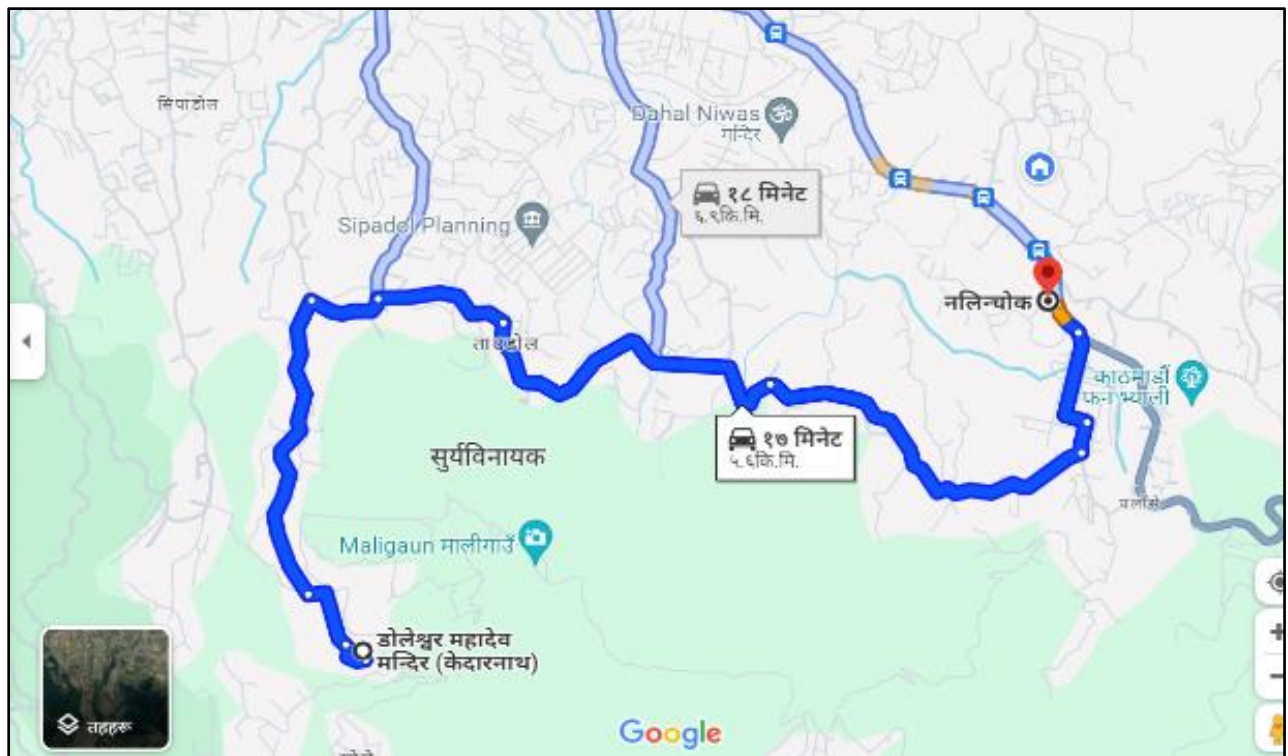 सिपाडोल
Dahal Niwas
मन्दिर
१८ मिनेट
६.९कि.मि.
Sipadol Planning
नलिन्चोक
ताथडोल
काठमाडौँ
फन भ्याली
१७ मिनेट
५.६कि.मि.
सुर्यविनायक
Maligaun मालीगाउँ
डोलेश्वर महादेव
मन्दिर (केदारनाथ)
तहहरू
Google